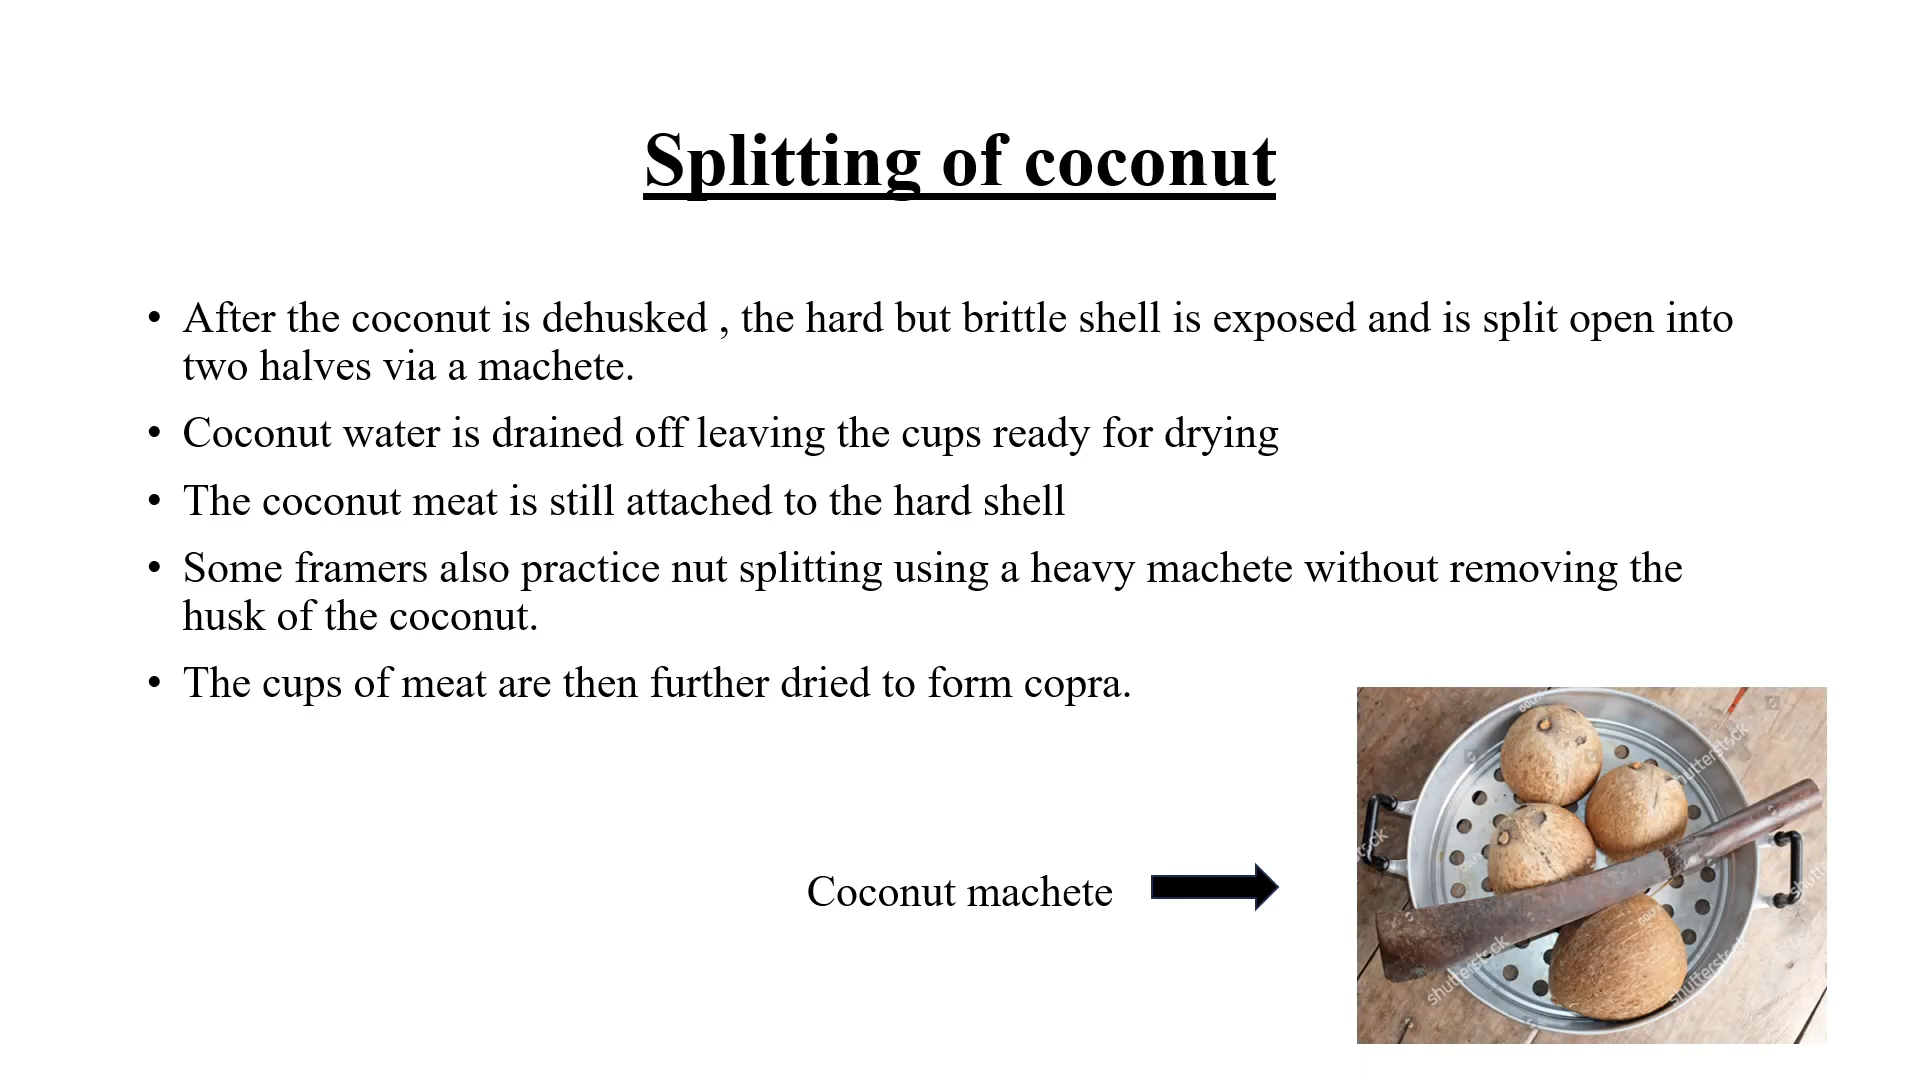 Splitting of coconut
• After the coconut is dehusked , the hard but brittle shell is exposed and is split open into
two halves via a machete.
• Coconut water is drained off leaving the cups ready for drying
• The coconut meat is still attached to the hard shell
• Some framers also practice nut splitting using a heavy machete without removing the
husk of the coconut.
• The cups of meat are then further dried to form copra.
Coconut machete
shutterstock
shutterstock
shutterstock